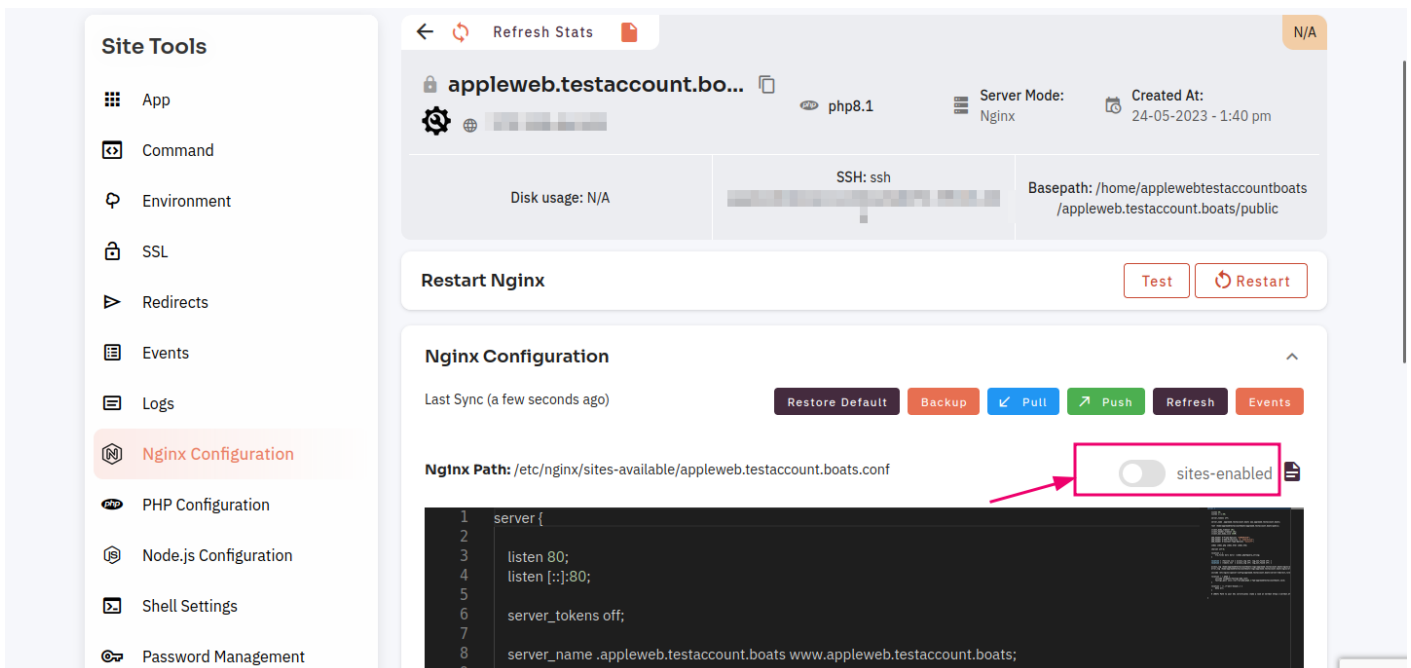 Site Tools
App
Command
Environment
SSL
Redirects
Events
Logs
Nginx Configuration
PHP Configuration
Node.js Configuration
Shell Settings
Password Management
Refresh Stats
N/A
appleweb.testaccount.bo...
php8.1
Server Mode:
Nginx
Created At:
24-05-2023 - 1:40 pm
Disk usage: N/A
SSH: ssh
Basepath: /home/applewebtestaccountboats
/appleweb.testaccount.boats/public
Restart Nginx
Test
Restart
Nginx Configuration
Last Sync (a few seconds ago)
Restore Default
Backup
Pull
Push
Refresh
Events
Nginx Path: /etc/nginx/sites-available/appleweb.testaccount.boats.conf
sites-enabled
1 server {
2
3 listen 80;
4 listen [::]:80;
5
6 server_tokens off;
7
8 server_name .appleweb.testaccount.boats www.appleweb.testaccount.boats;